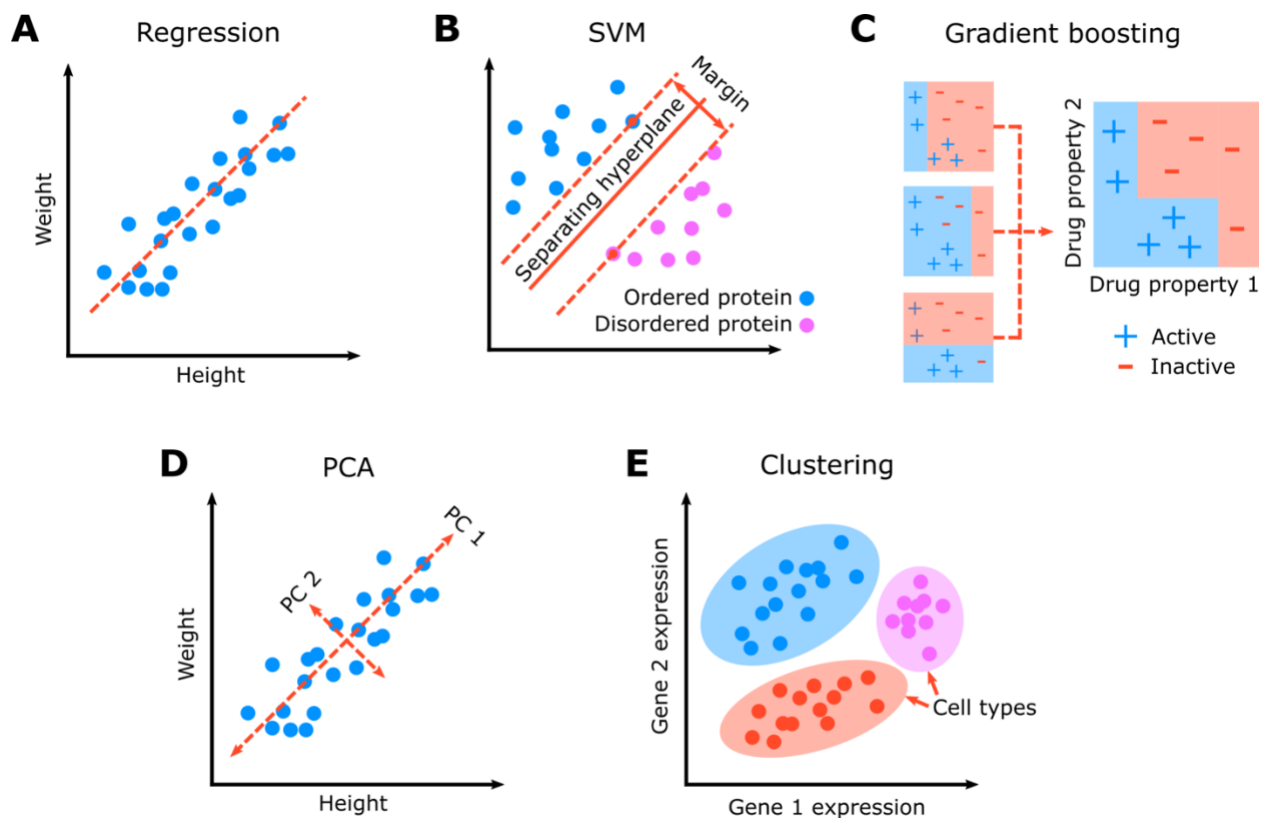 A
Regression
Weight
Height
B
SVM
Margin
Separating hyperplane
Ordered protein
Disordered protein
C
Gradient boosting
Drug property 2
Drug property 1
Active
Inactive
D
PCA
PC 1
PC 2
Weight
Height
E
Clustering
Gene 2 expression
Cell types
Gene 1 expression